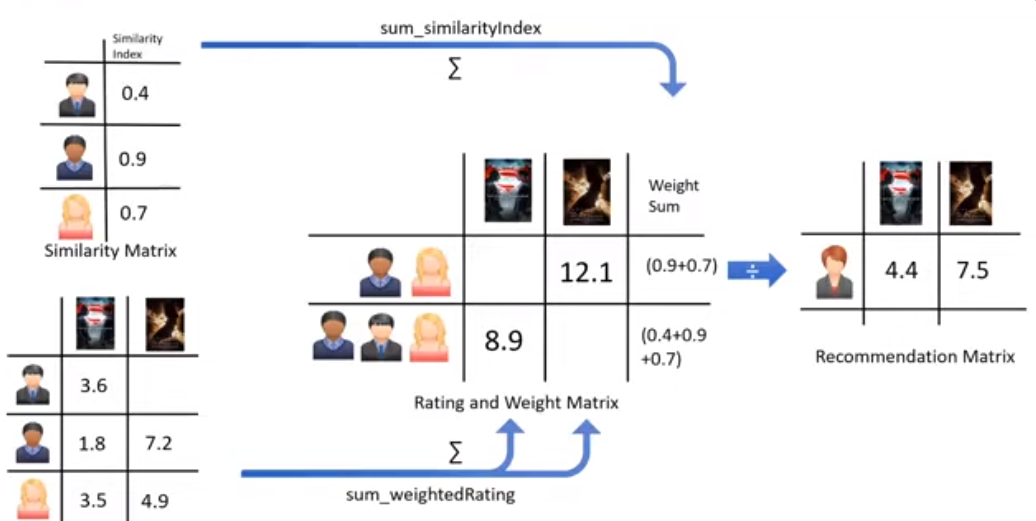 sum_similarityIndex
∑
Similarity
Index
0.4
0.9
0.7
Similarity Matrix
3.6
1.8 7.2
3.5 4.9
Weight
Sum
12.1 (0.9+0.7)
8.9 (0.4+0.9
+0.7)
Rating and Weight Matrix
∑
sum_weightedRating
÷
4.4 7.5
Recommendation Matrix